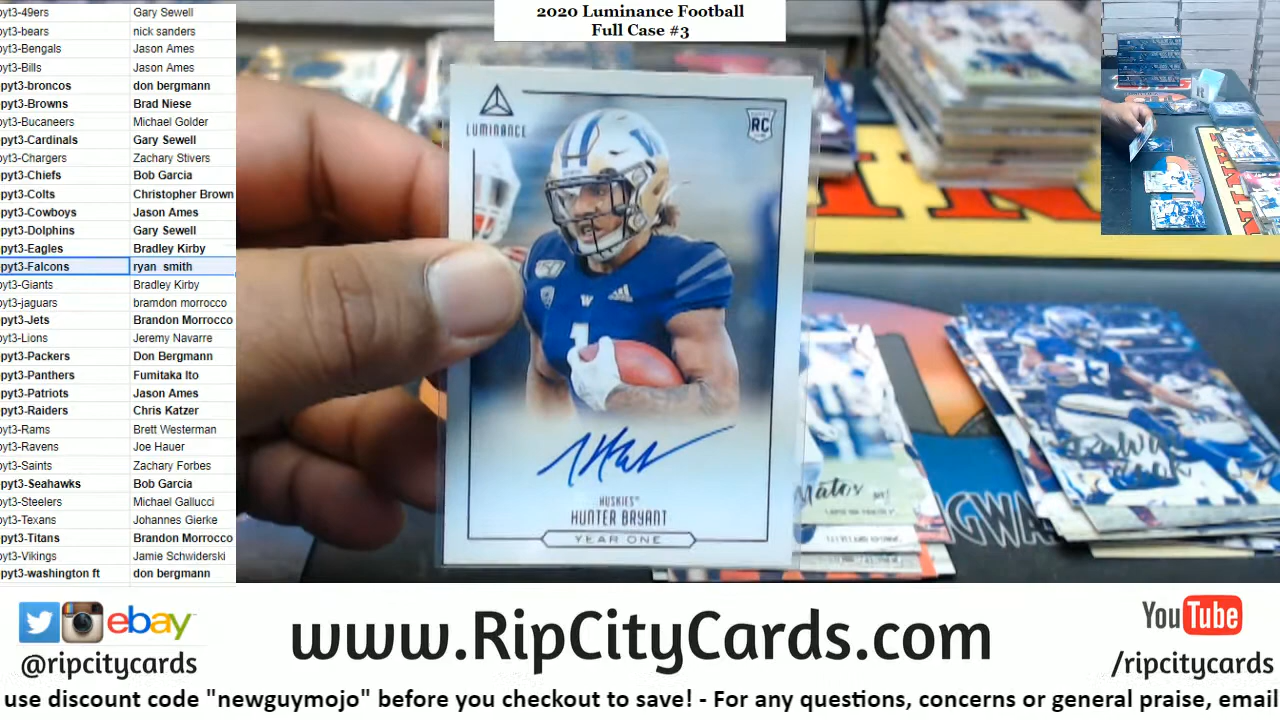 pyt3-49ers Gary Sewell
pyt3-bears nick sanders
pyt3-Bengals Jason Ames
pyt3-Bills Jason Ames
pyt3-broncos don bergmann
pyt3-Browns Brad Niese
pyt3-Bucaneers Michael Golder
pyt3-Cardinals Gary Sewell
pyt3-Chargers Zachary Stivers
pyt3-Chiefs Bob Garcia
pyt3-Colts Christopher Brown
pyt3-Cowboys Jason Ames
pyt3-Dolphins Gary Sewell
pyt3-Eagles Bradley Kirby
pyt3-Falcons ryan smith
pyt3-Giants Bradley Kirby
pyt3-jaguars bramdon morrocco
pyt3-Jets Brandon Morrocco
pyt3-Lions Jeremy Navarre
pyt3-Packers Don Bergmann
pyt3-Panthers Fumitaka Ito
pyt3-Patriots Jason Ames
pyt3-Raiders Chris Katzer
pyt3-Rams Brett Westerman
pyt3-Ravens Joe Hauer
pyt3-Saints Zachary Forbes
pyt3-Seahawks Bob Garcia
pyt3-Steelers Michael Gallucci
pyt3-Texans Johannes Gierke
pyt3-Titans Brandon Morrocco
pyt3-Vikings Jamie Schwiderski
pyt3-washington ft don bergmann
2020 Luminance Football
Full Case #3
LUMINANCE
RC
150
W
1
HUSKIES
HUNTER BRYANT
YEAR ONE
33
ebay
@ripcitycards
www.RipCityCards.com
YouTube
/ripcitycards
use discount code "newguymojo" before you checkout to save! - For any questions, concerns or general praise, email